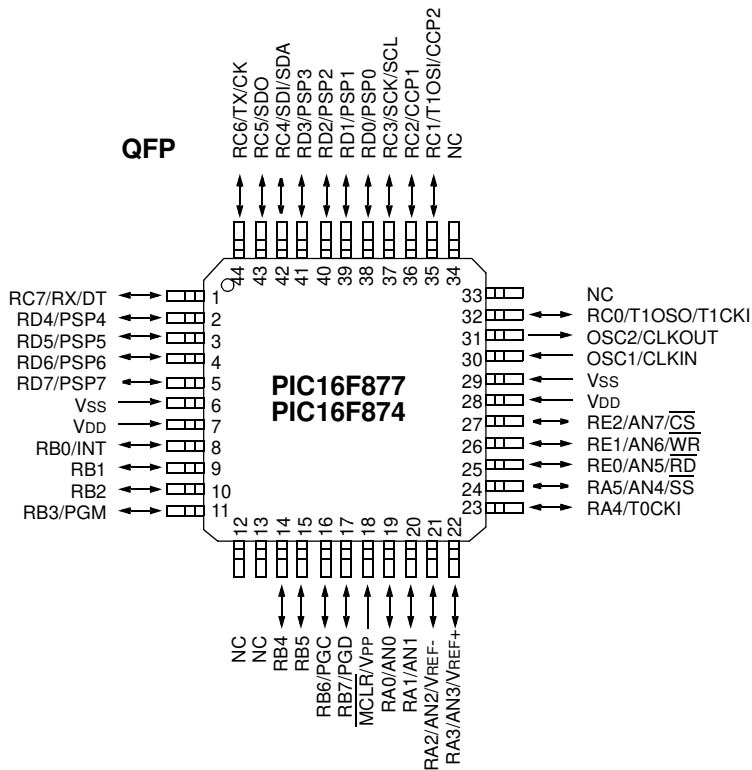 QFP
RC6/TX/CK
RC5/SDO
RC4/SDI/SDA
RD3/PSP3
RD2/PSP2
RD1/PSP1
RD0/PSP0
RC3/SCK/SCL
RC2/CCP1
RC1/T1OSI/CCP2
NC
44
43
42
41
40
39
38
37
36
35
34
RC7/RX/DT 1
RD4/PSP4 2
RD5/PSP5 3
RD6/PSP6 4
RD7/PSP7 5
VSS 6
VDD 7
RB0/INT 8
RB1 9
RB2 10
RB3/PGM 11
PIC16F877
PIC16F874
33 NC
32 RC0/T1OSO/T1CKI
31 OSC2/CLKOUT
30 OSC1/CLKIN
29 VSS
28 VDD
27 RE2/AN7/CS
26 RE1/AN6/WR
25 RE0/AN5/RD
24 RA5/AN4/SS
23 RA4/T0CKI
12
13
14
15
16
17
18
19
20
21
22
NC
NC
RB4
RB5
RB6/PGC
RB7/PGD
MCLR/VPP
RA0/AN0
RA1/AN1
RA2/AN2/VREF-
RA3/AN3/VREF+